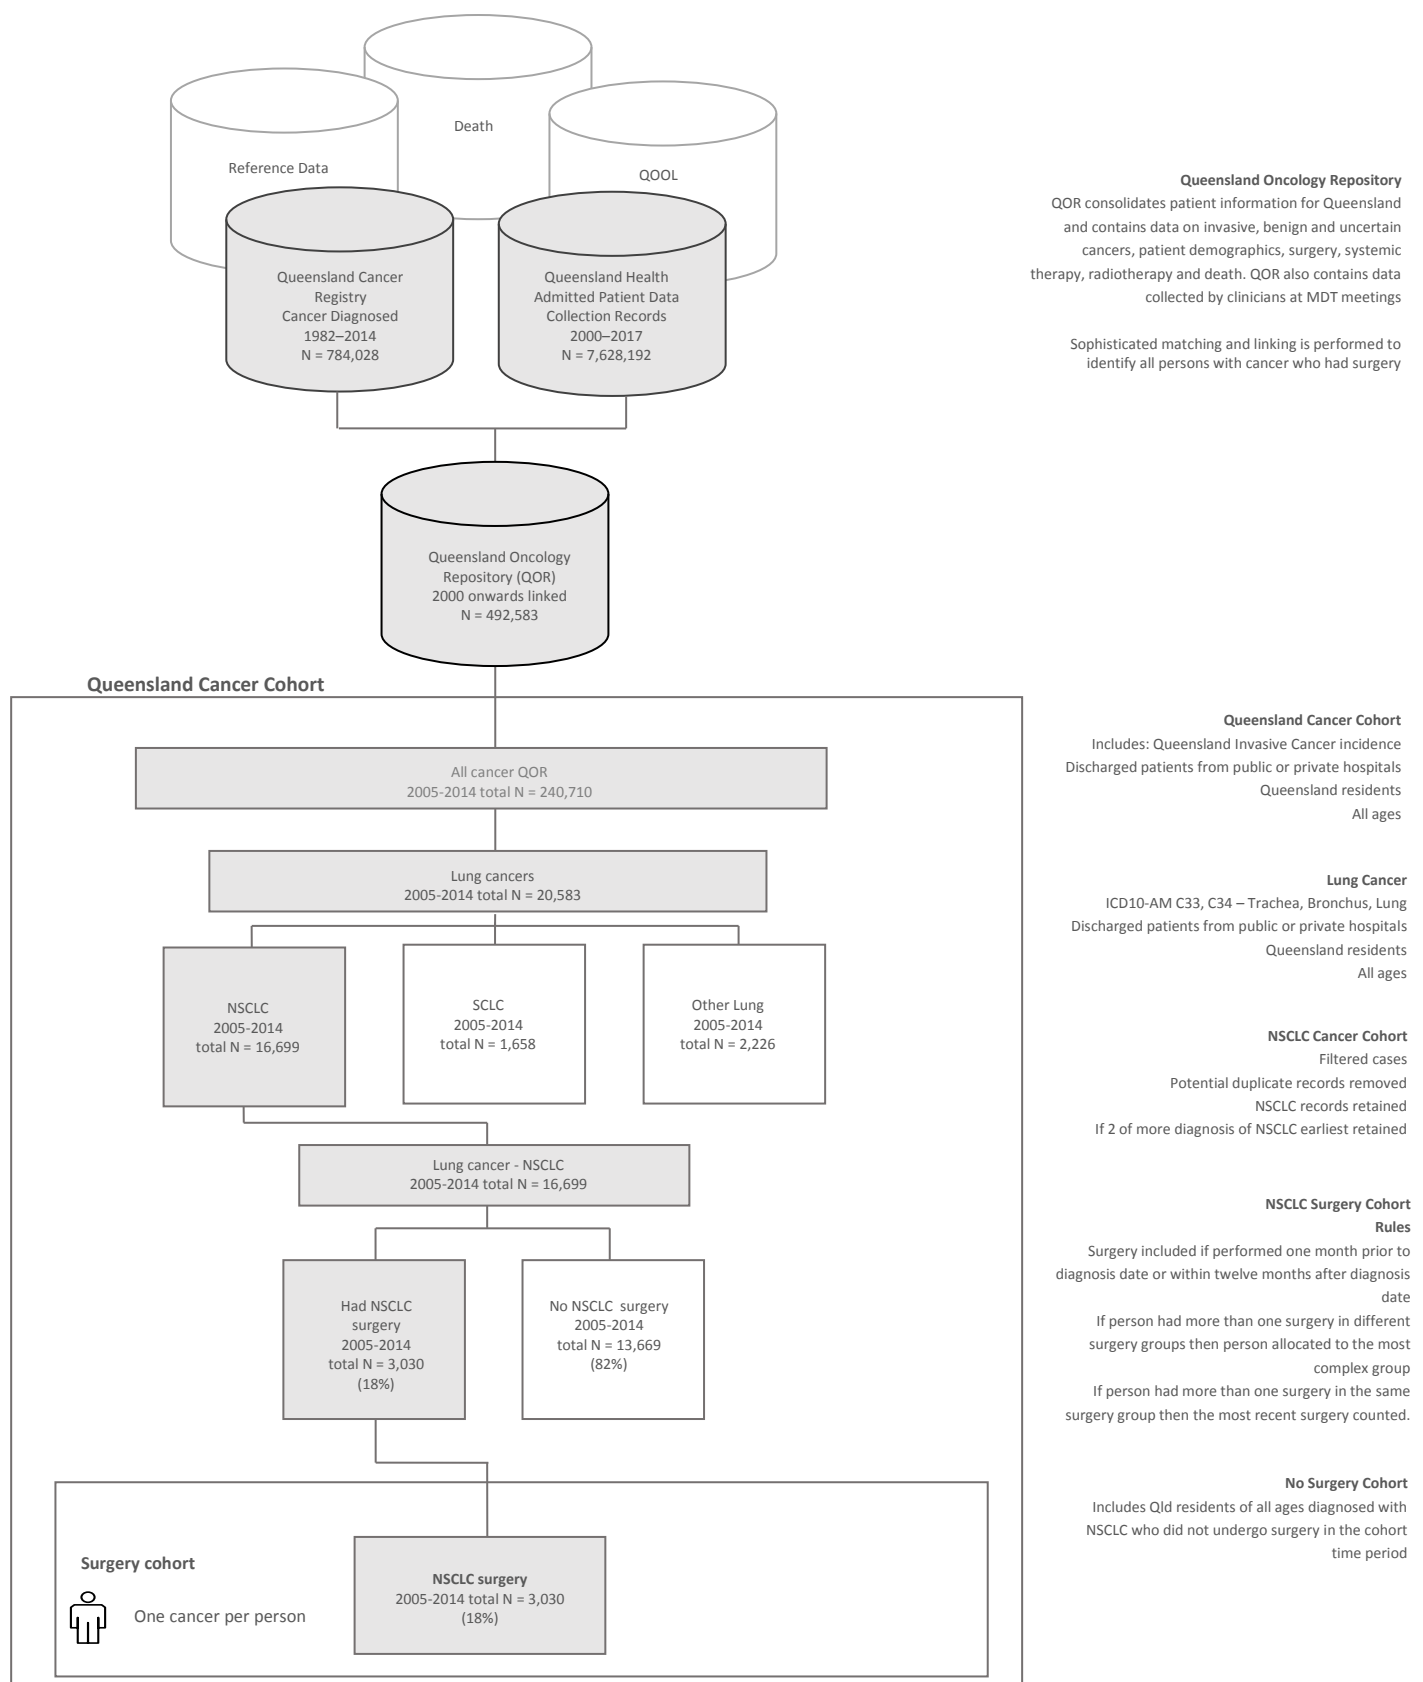 Death
Reference Data
QOOL
Queensland Cancer
Registry
Cancer Diagnosed
1982–2014
N = 784,028
Queensland Health
Admitted Patient Data
Collection Records
2000–2017
N = 7,628,192
Queensland Oncology Repository
QOR consolidates patient information for Queensland
and contains data on invasive, benign and uncertain
cancers, patient demographics, surgery, systemic
therapy, radiotherapy and death. QOR also contains data
collected by clinicians at MDT meetings
Sophisticated matching and linking is performed to
identify all persons with cancer who had surgery
Queensland Oncology
Repository (QOR)
2000 onwards linked
N = 492,583
Queensland Cancer Cohort
All cancer QOR
2005-2014 total N = 240,710
Queensland Cancer Cohort
Includes: Queensland Invasive Cancer incidence
Discharged patients from public or private hospitals
Queensland residents
All ages
Lung cancers
2005-2014 total N = 20,583
Lung Cancer
ICD10-AM C33, C34 – Trachea, Bronchus, Lung
Discharged patients from public or private hospitals
Queensland residents
All ages
NSCLC
2005-2014
total N = 16,699
SCLC
2005-2014
total N = 1,658
Other Lung
2005-2014
total N = 2,226
NSCLC Cancer Cohort
Filtered cases
Potential duplicate records removed
NSCLC records retained
If 2 of more diagnosis of NSCLC earliest retained
Lung cancer - NSCLC
2005-2014 total N = 16,699
NSCLC Surgery Cohort
Rules
Surgery included if performed one month prior to
diagnosis date or within twelve months after diagnosis
date
If person had more than one surgery in different
surgery groups then person allocated to the most
complex group
If person had more than one surgery in the same
surgery group then the most recent surgery counted.
Had NSCLC
surgery
2005-2014
total N = 3,030
(18%)
No NSCLC surgery
2005-2014
total N = 13,669
(82%)
No Surgery Cohort
Includes Qld residents of all ages diagnosed with
NSCLC who did not undergo surgery in the cohort
time period
Surgery cohort
One cancer per person
NSCLC surgery
2005-2014 total N = 3,030
(18%)